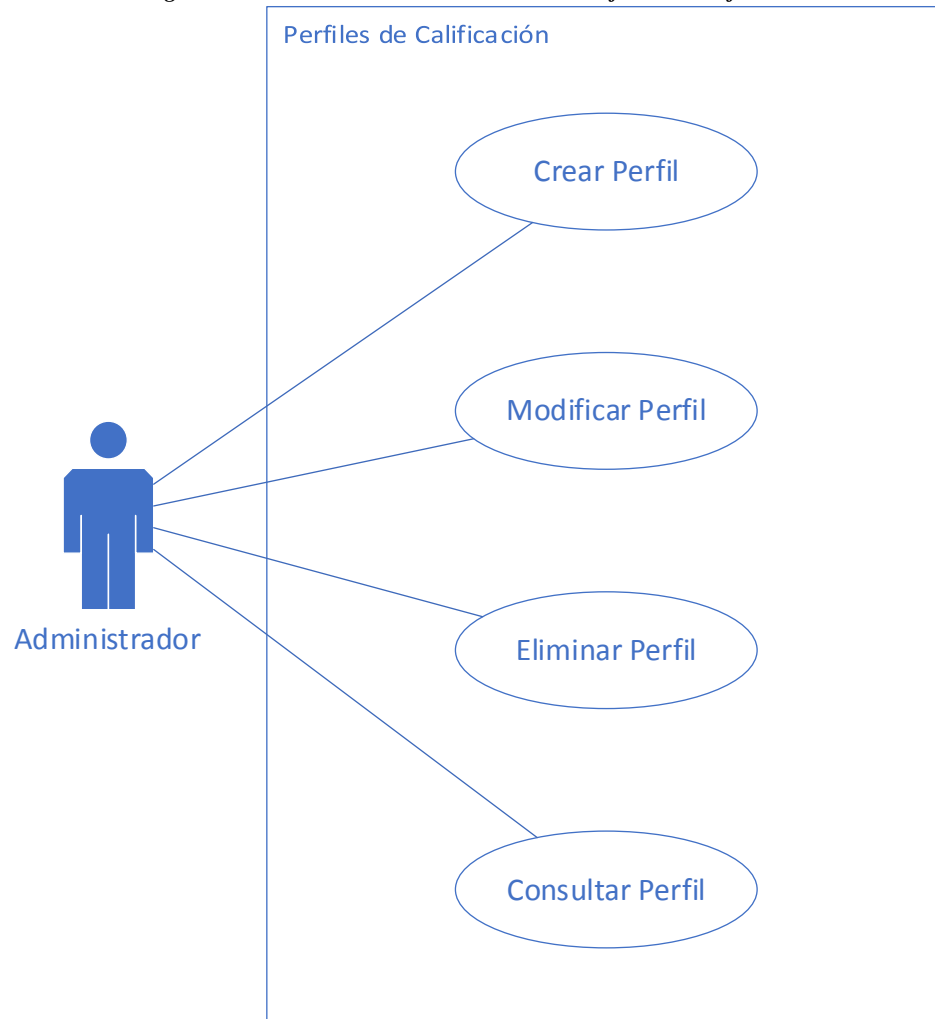 Perfiles de Calificación
Crear Perfil
Modificar Perfil
Eliminar Perfil
Administrador
Consultar Perfil